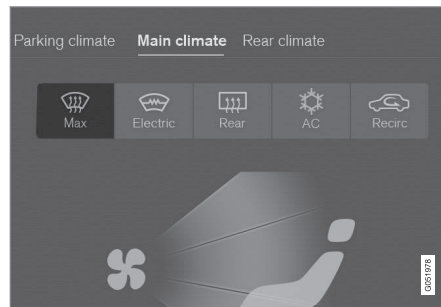 Parking climate Main climate Rear climate
Max Electric Rear AC Recirc
G051978